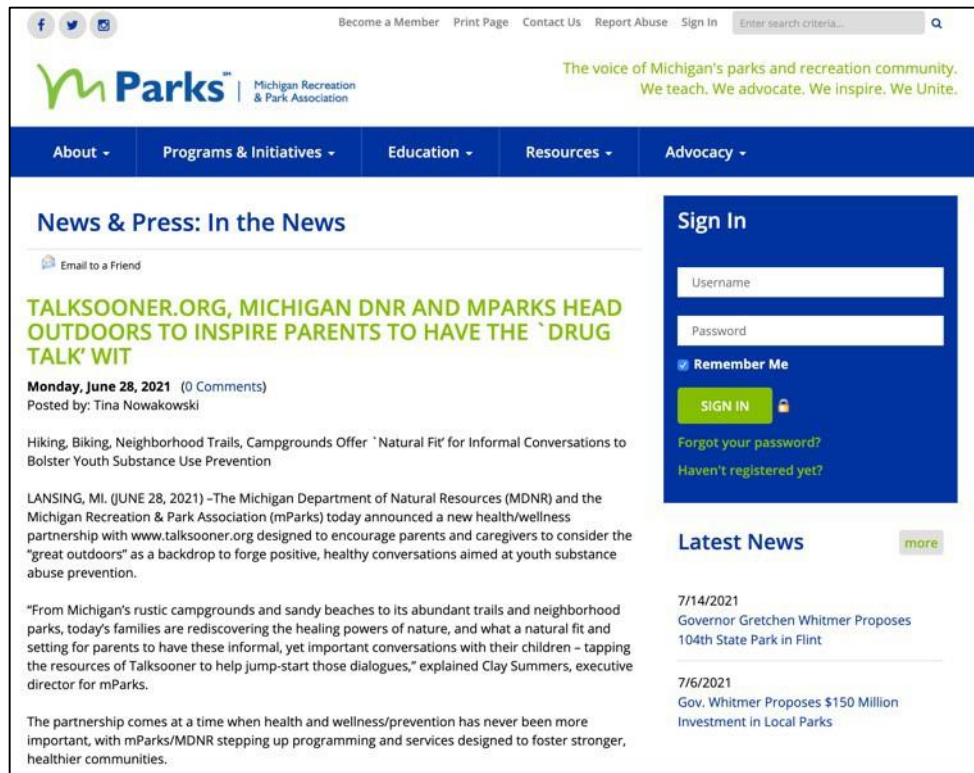 Become a Member Print Page Contact Us Report Abuse Sign In Enter search criteria...
mParks℠ | Michigan Recreation
& Park Association
The voice of Michigan's parks and recreation community.
We teach. We advocate. We inspire. We Unite.
About Programs & Initiatives Education Resources Advocacy
News & Press: In the News
Email to a Friend
TALKSOONER.ORG, MICHIGAN DNR AND MPARKS HEAD
OUTDOORS TO INSPIRE PARENTS TO HAVE THE `DRUG
TALK’ WIT
Monday, June 28, 2021 (0 Comments)
Posted by: Tina Nowakowski
Hiking, Biking, Neighborhood Trails, Campgrounds Offer `Natural Fit’ for Informal Conversations to
Bolster Youth Substance Use Prevention
LANSING, MI. (JUNE 28, 2021) –The Michigan Department of Natural Resources (MDNR) and the
Michigan Recreation & Park Association (mParks) today announced a new health/wellness
partnership with www.talksooner.org designed to encourage parents and caregivers to consider the
“great outdoors” as a backdrop to forge positive, healthy conversations aimed at youth substance
abuse prevention.
“From Michigan’s rustic campgrounds and sandy beaches to its abundant trails and neighborhood
parks, today’s families are rediscovering the healing powers of nature, and what a natural fit and
setting for parents to have these informal, yet important conversations with their children – tapping
the resources of Talksooner to help jump-start those dialogues,” explained Clay Summers, executive
director for mParks.
The partnership comes at a time when health and wellness/prevention has never been more
important, with mParks/MDNR stepping up programming and services designed to foster stronger,
healthier communities.
Sign In
Username
Password
Remember Me
SIGN IN
Forgot your password?
Haven't registered yet?
Latest News more
7/14/2021
Governor Gretchen Whitmer Proposes
104th State Park in Flint
7/6/2021
Gov. Whitmer Proposes $150 Million
Investment in Local Parks